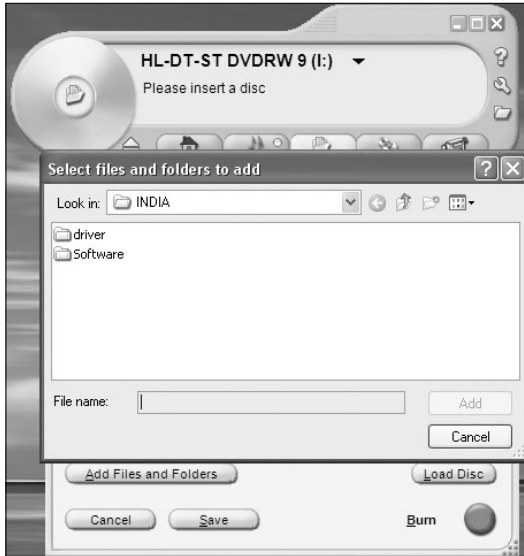 HL-DT-ST DVDRW 9 (I:)
Please insert a disc
Select files and folders to add
Look in: INDIA
driver
Software
File name:
Add
Cancel
Add Files and Folders
Load Disc
Cancel
Save
Burn